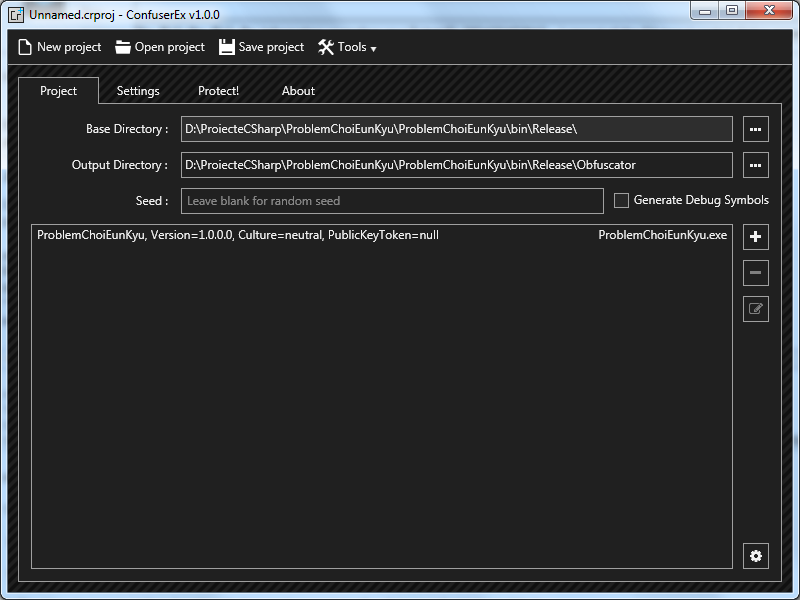 Unnamed.crproj - ConfuserEx v1.0.0
New project Open project Save project Tools
Project Settings Protect! About
Base Directory : D:\ProiecteCSharp\ProblemChoiEunKyu\ProblemChoiEunKyu\bin\Release\
Output Directory : D:\ProiecteCSharp\ProblemChoiEunKyu\ProblemChoiEunKyu\bin\Release\Obfuscator
Seed : Leave blank for random seed Generate Debug Symbols
ProblemChoiEunKyu, Version=1.0.0.0, Culture=neutral, PublicKeyToken=null ProblemChoiEunKyu.exe